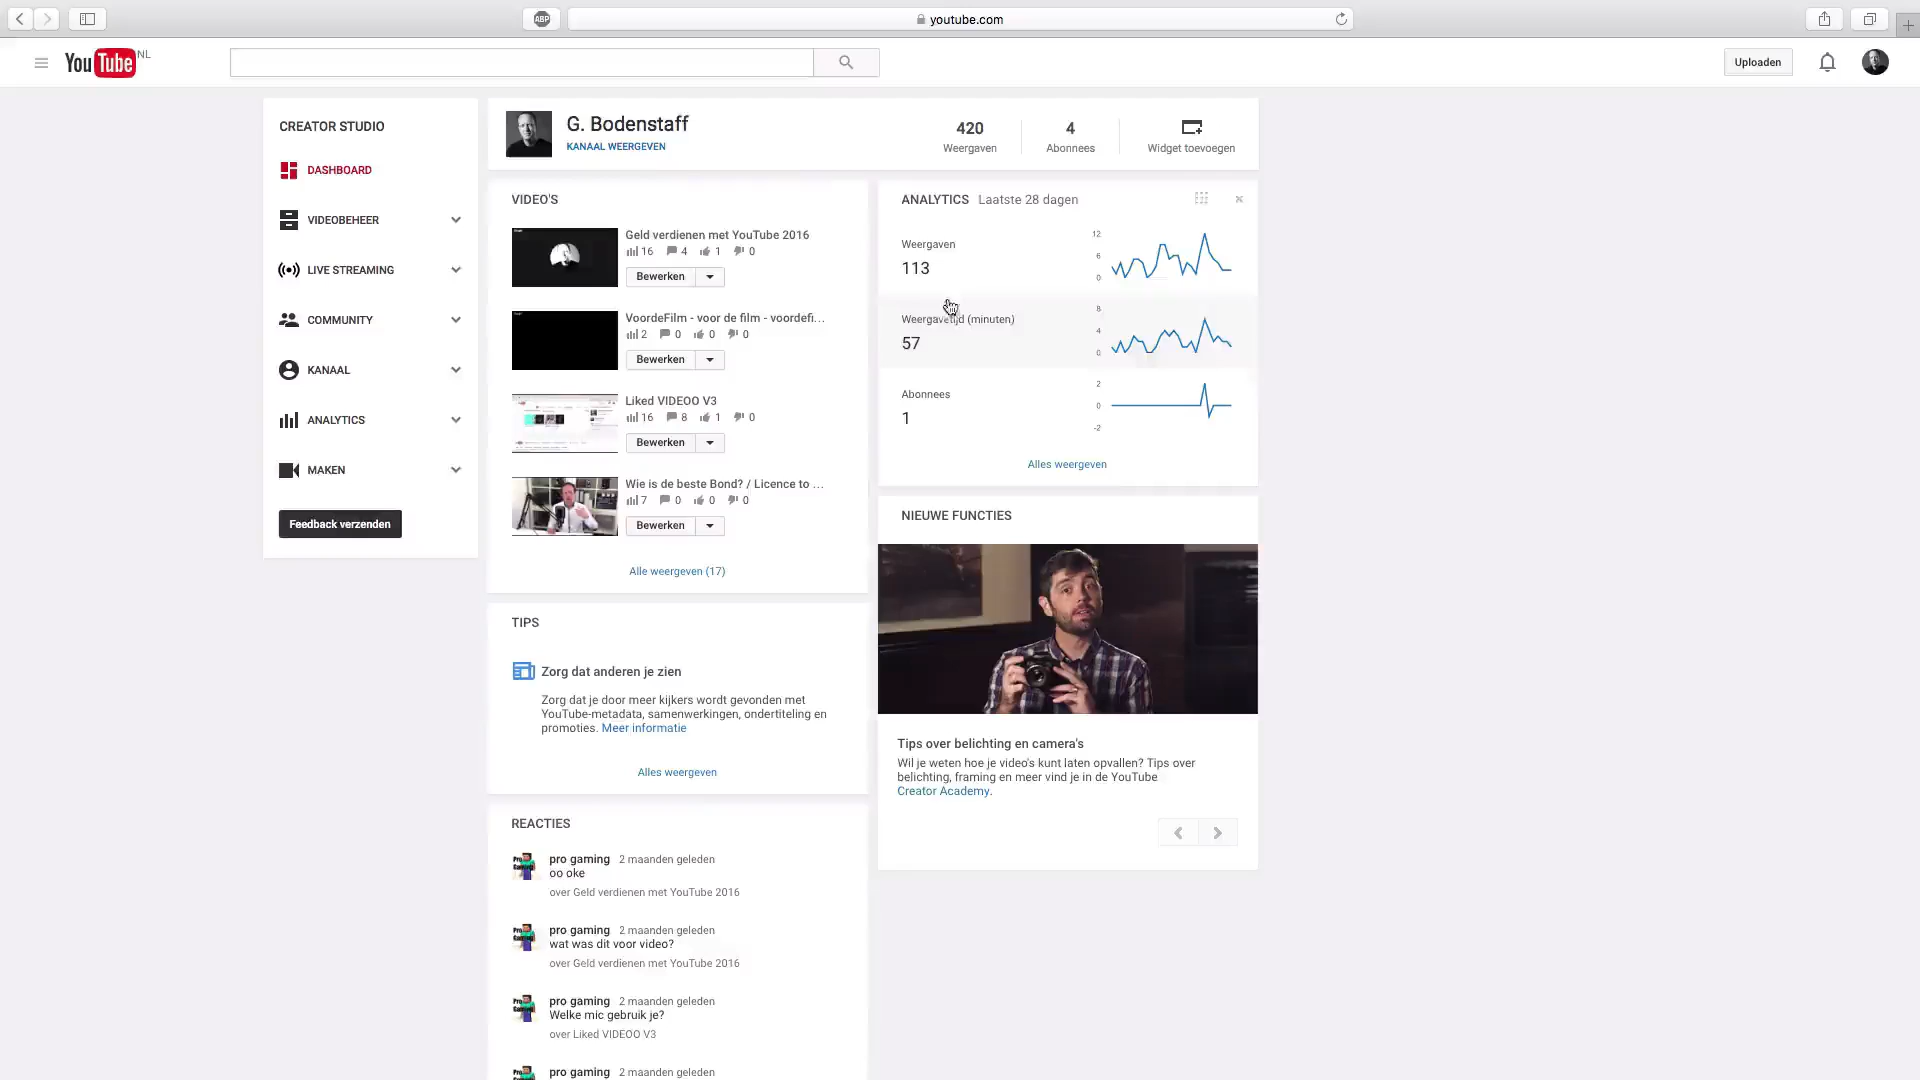 ABP
youtube.com
YouTube NL
Uploaden
CREATOR STUDIO
DASHBOARD
VIDEOBEHEER
LIVE STREAMING
COMMUNITY
KANAAL
ANALYTICS
MAKEN
Feedback verzenden
G. Bodenstaff
KANAAL WEERGEVEN
420
Weergaven
4
Abonnees
Widget toevoegen
VIDEO'S
Geld verdienen met YouTube 2016
16 4 1 0
Bewerken
VoordeFilm - voor de film - voordefi...
2 0 0 0
Bewerken
Liked VIDEOO V3
16 8 1 0
Bewerken
Wie is de beste Bond? / Licence to ...
7 0 0 0
Bewerken
Alle weergeven (17)
TIPS
Zorg dat anderen je zien
Zorg dat je door meer kijkers wordt gevonden met
YouTube-metadata, samenwerkingen, ondertiteling en
promoties. Meer informatie
Alles weergeven
REACTIES
pro gaming 2 maanden geleden
oo oke
over Geld verdienen met YouTube 2016
pro gaming 2 maanden geleden
wat was dit voor video?
over Geld verdienen met YouTube 2016
pro gaming 2 maanden geleden
Welke mic gebruik je?
over Liked VIDEOO V3
pro gaming 2 maanden geleden
ANALYTICS Laatste 28 dagen
Weergaven
113
12
6
0
Weergavetijd (minuten)
57
8
4
0
Abonnees
1
2
0
-2
Alles weergeven
NIEUWE FUNCTIES
Tips over belichting en camera's
Wil je weten hoe je video's kunt laten opvallen? Tips over
belichting, framing en meer vind je in de YouTube
Creator Academy.